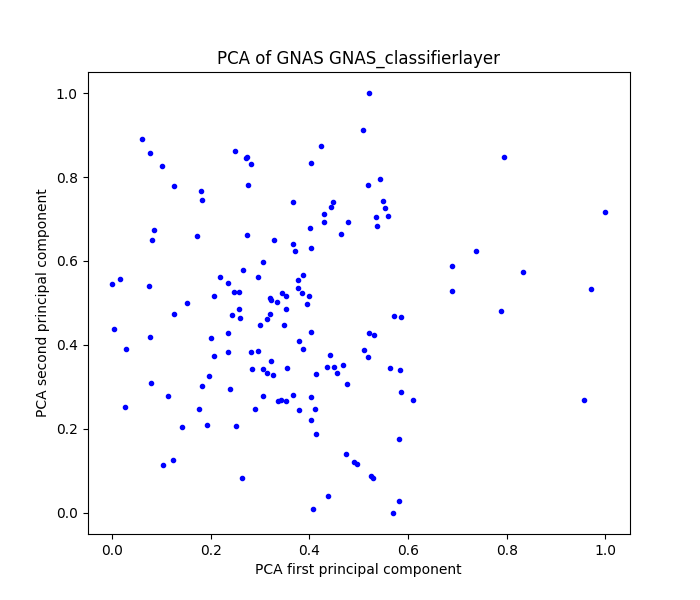 PCA of GNAS GNAS_classifierlayer
1.0
0.8
0.6
0.4
0.2
0.0
PCA second principal component
0.0 0.2 0.4 0.6 0.8 1.0
PCA first principal component